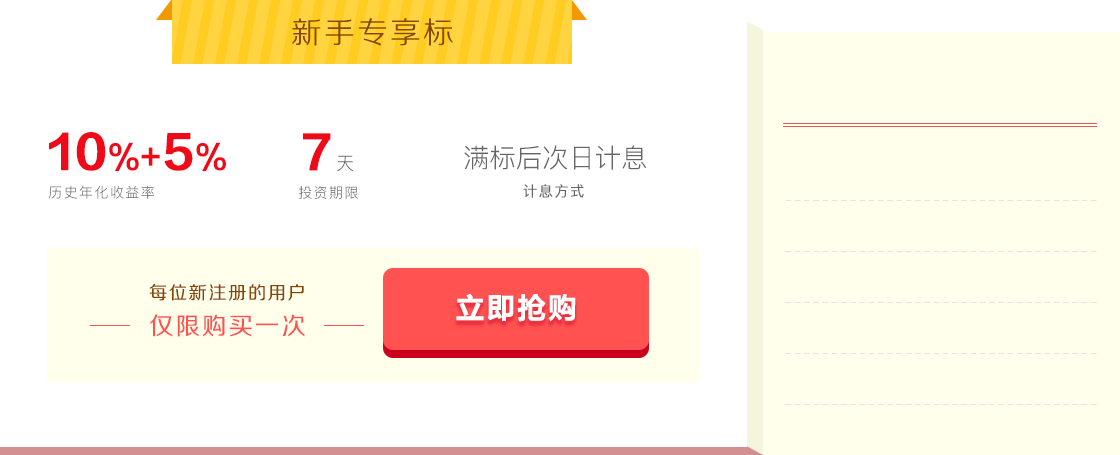 新手专享标
10%+5%
历史年化收益率
7 天
投资期限
满标后次日计息
计息方式
每位新注册的用户
仅限购买一次
立即抢购